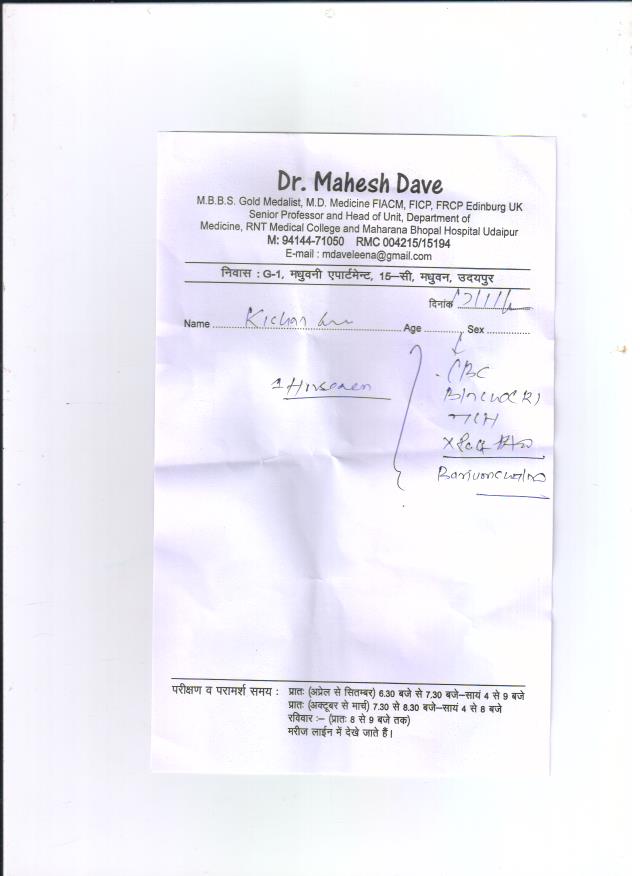 Dr. Mahesh Dave
M.B.B.S. Gold Medalist, M.D. Medicine FIACM, FICP, FRCP Edinburg UK
Senior Professor and Head of Unit, Department of
Medicine, RNT Medical College and Maharana Bhopal Hospital Udaipur
M: 94144-71050 RMC 004215/15194
E-mail : mdaveleena@gmail.com
निवास : G-1, मधुवनी एपार्टमेन्ट, 15–सी, मधुवन, उदयपुर
दिनांक
Name Kishan Age Sex
CBC
परीक्षण व परामर्श समय : प्रातः (अप्रेल से सितम्बर) 6.30 बजे से 7.30 बजे–सायं 4 से 9 बजे
प्रातः (अक्टूबर से मार्च) 7.30 से 8.30 बजे–सायं 4 से 8 बजे
रविवार :– (प्रातः 8 से 9 बजे तक)
मरीज लाईन में देखे जाते हैं।